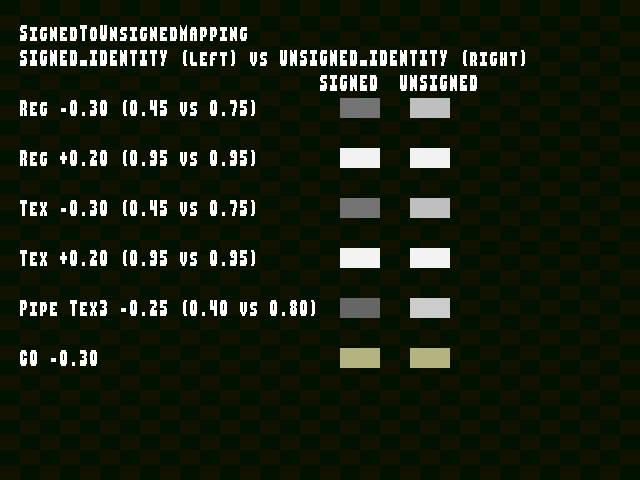 SignedToUnsignedMapping
SIGNED_IDENTITY (left) vs UNSIGNED_IDENTITY (right)
SIGNED UNSIGNED
Reg -0.30 (0.45 vs 0.75)
Reg +0.20 (0.95 vs 0.95)
Tex -0.30 (0.45 vs 0.75)
Tex +0.20 (0.95 vs 0.95)
Pipe Tex3 -0.25 (0.40 vs 0.80)
C0 -0.30